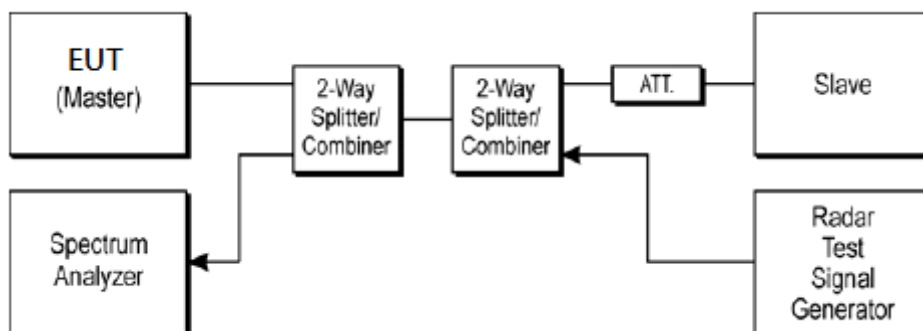 EUT
(Master)
2-Way
Splitter/
Combiner
2-Way
Splitter/
Combiner
ATT.
Slave
Spectrum
Analyzer
Radar
Test
Signal
Generator